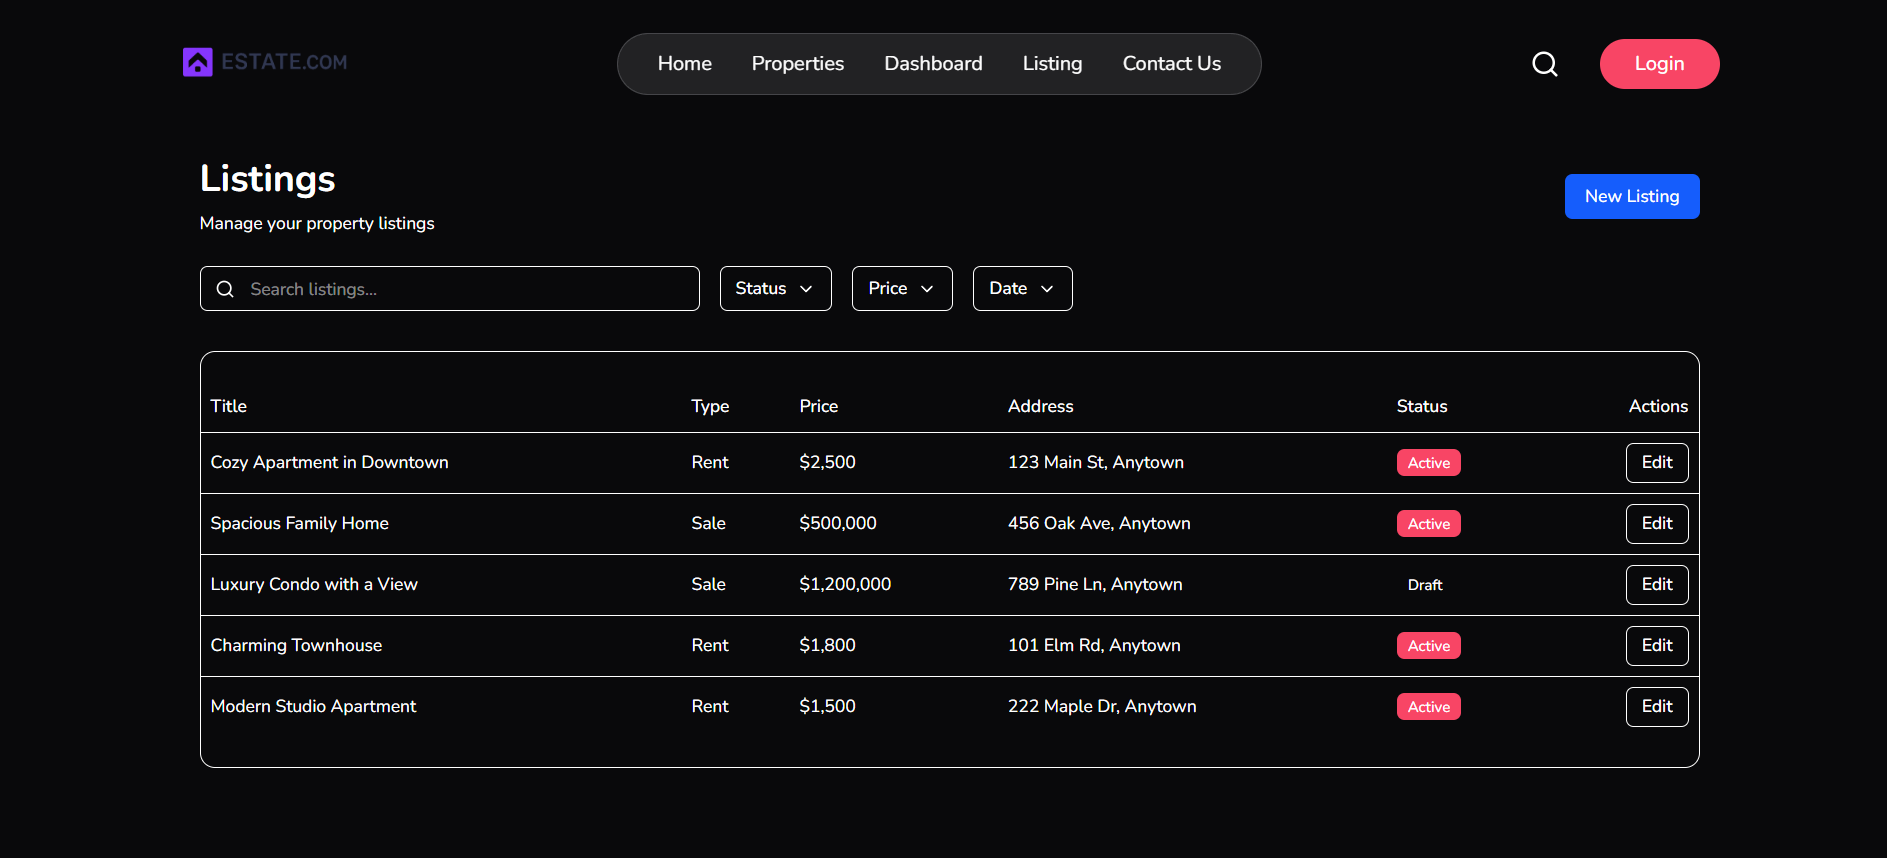 ESTATE.COM
Home Properties Dashboard Listing Contact Us
Login
Listings
Manage your property listings
New Listing
Search listings...
Status
Price
Date
Title Type Price Address Status Actions
Cozy Apartment in Downtown Rent $2,500 123 Main St, Anytown Active Edit
Spacious Family Home Sale $500,000 456 Oak Ave, Anytown Active Edit
Luxury Condo with a View Sale $1,200,000 789 Pine Ln, Anytown Draft Edit
Charming Townhouse Rent $1,800 101 Elm Rd, Anytown Active Edit
Modern Studio Apartment Rent $1,500 222 Maple Dr, Anytown Active Edit